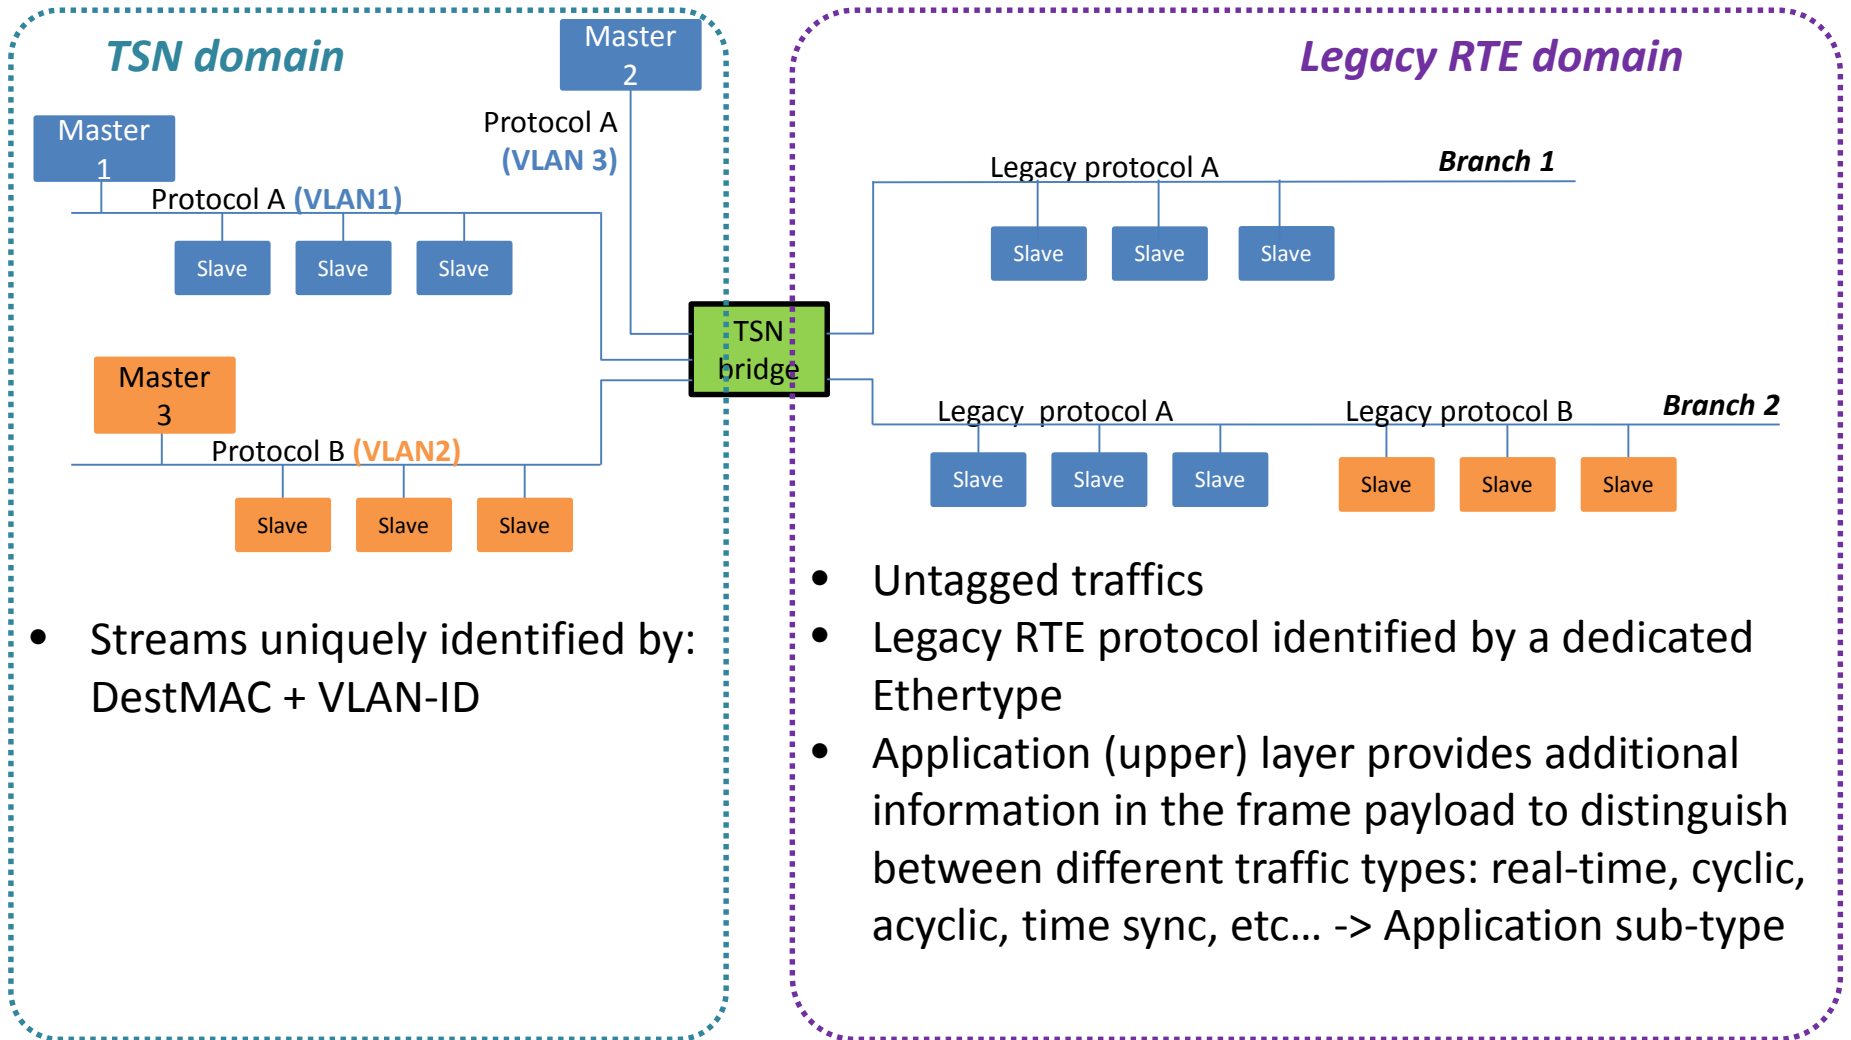 TSN domain
Master
2
Protocol A
(VLAN 3)
Master
1
Protocol A (VLAN1)
Slave
Slave
Slave
Master
3
Protocol B (VLAN2)
Slave
Slave
Slave
• Streams uniquely identified by:
DestMAC + VLAN-ID
TSN
bridge
Legacy RTE domain
Legacy protocol A
Branch 1
Slave
Slave
Slave
Legacy  protocol A
Legacy protocol B
Branch 2
Slave
Slave
Slave
Slave
Slave
Slave
• Untagged traffics
• Legacy RTE protocol identified by a dedicated
Ethertype
• Application (upper) layer provides additional
information in the frame payload to distinguish
between different traffic types: real-time, cyclic,
acyclic, time sync, etc… -> Application sub-type